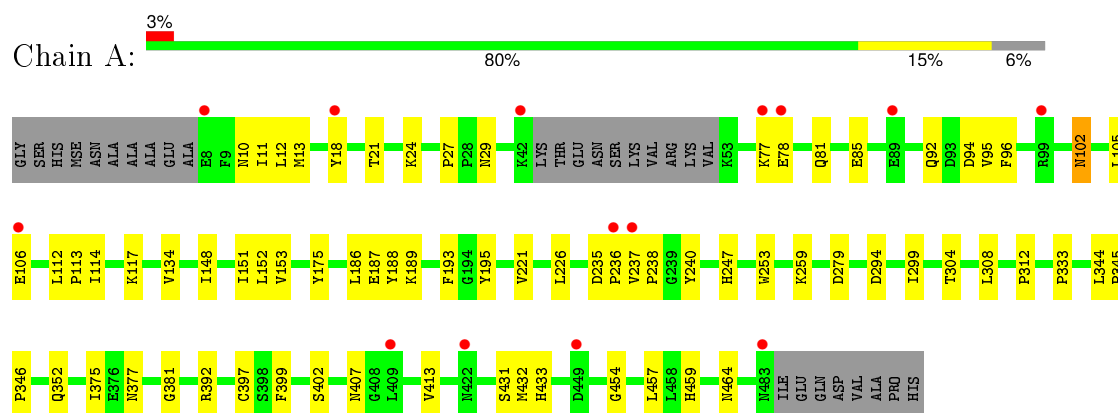 3%
Chain A:
80% 15% 6%
GLY SER HIS MSE ASN ALA ALA ALA GLU ALA E8 F9 N10 I11 L12 M13 Y18 T21 K24 P27 P28 N29 K42 LYS THR GLU ASN SER LYS VAL ARG LYS VAL K53 K77 E78 Q81 E85 E89 Q92 D93 D94 V95 F96 R99 N102 L105
E106 L112 P113 I114 K117 V134 I148 I151 L152 V153 Y175 L186 E187 Y188 K189 F193 G194 Y195 V221 L226 D235 P236 V237 P238 G239 Y240 H247 W253 K259 D279 D294 I299 T304 L308 P312 P333 L344 P345
P346 Q352 I375 E376 N377 G381 R392 C397 S398 F399 S402 N407 G408 L409 V413 N422 S431 M432 H433 D449 G454 L457 L458 H459 N464 N483 ILE GLU GLN ASP VAL ALA PRO HIS